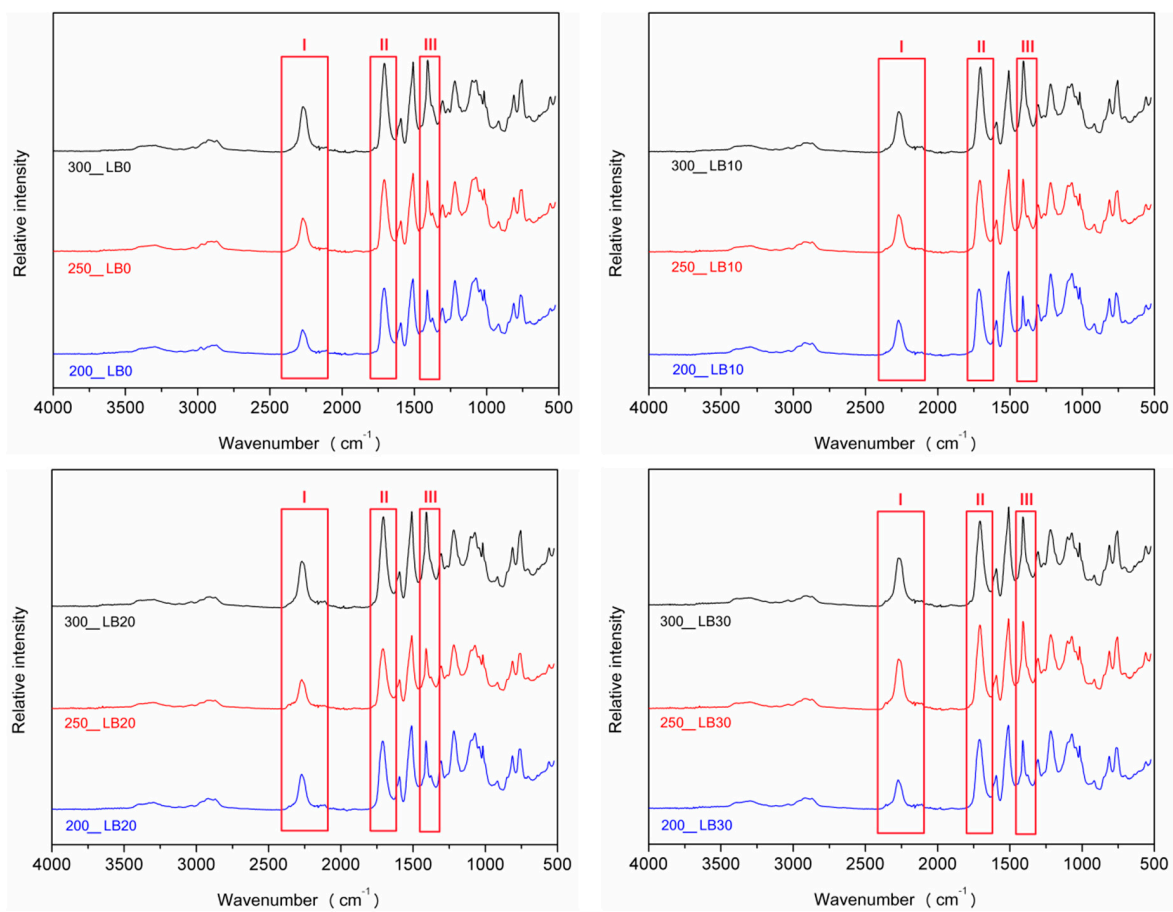 I II III
Relative intensity
300__LB0
250__LB0
200__LB0
4000 3500 3000 2500 2000 1500 1000 500
Wavenumber ( cm-1 )
I II III
Relative intensity
300__LB10
250__LB10
200__LB10
4000 3500 3000 2500 2000 1500 1000 500
Wavenumber ( cm-1 )
I II III
Relative intensity
300__LB20
250__LB20
200__LB20
4000 3500 3000 2500 2000 1500 1000 500
Wavenumber ( cm-1 )
I II III
Relative intensity
300__LB30
250__LB30
200__LB30
4000 3500 3000 2500 2000 1500 1000 500
Wavenumber ( cm-1 )